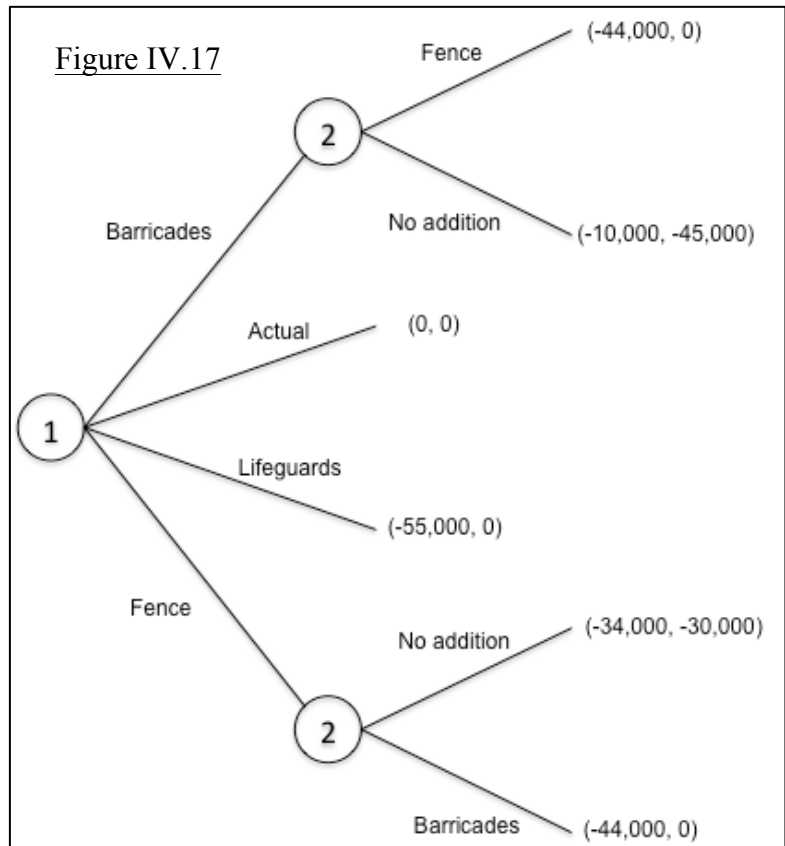 Figure IV.17
(-44,000, 0)
Fence
2
No addition
(-10,000, -45,000)
Barricades
Actual
(0, 0)
1
Lifeguards
(-55,000, 0)
Fence
No addition
(-34,000, -30,000)
2
Barricades
(-44,000, 0)